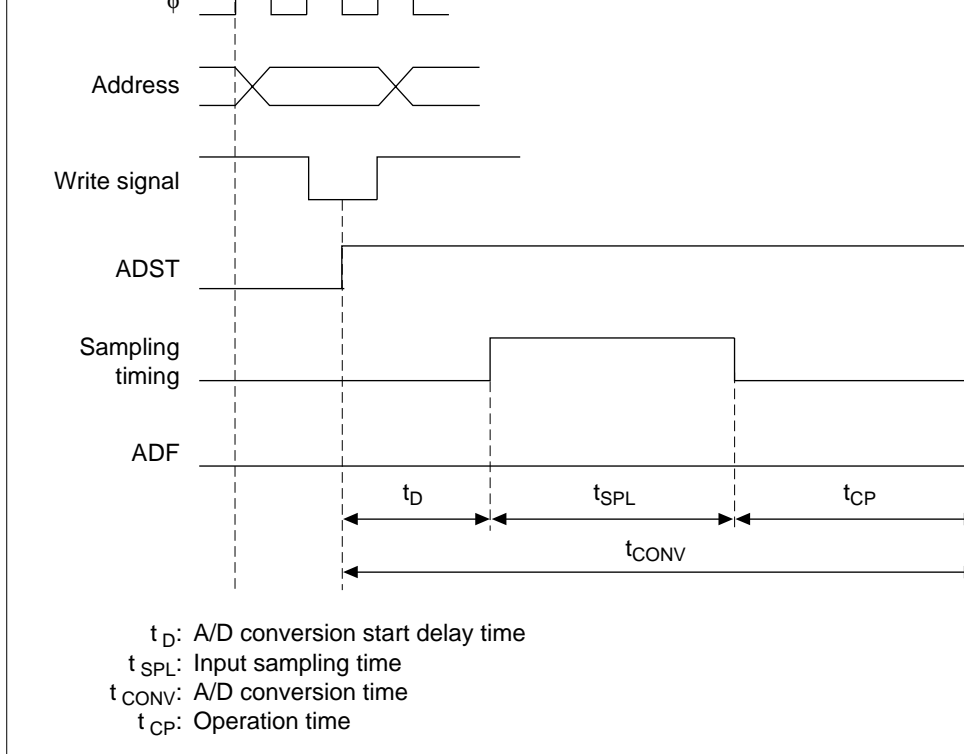 φ
Address
Write signal
ADST
Sampling
timing
ADF
tD
tSPL
tCP
tCONV
t D: A/D conversion start delay time
t SPL: Input sampling time
t CONV: A/D conversion time
t CP: Operation time